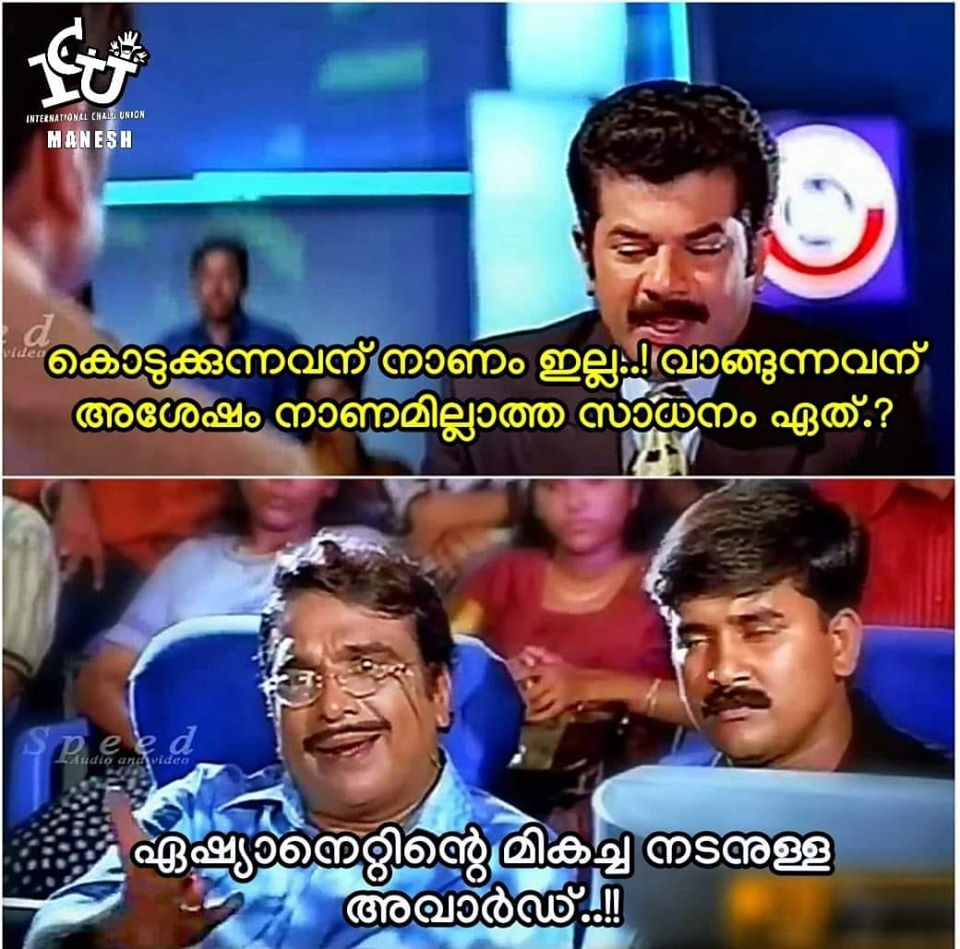 ICU
INTERNATIONAL CHALU UNION
MANESH
കൊടുക്കുന്നവന് നാണം ഇല്ല..! വാങ്ങുന്നവന്
അശേഷം നാണമില്ലാത്ത സാധനം ഏത്.?
Speed
Audio and video
ഏഷ്യാനെറ്റിന്റെ മികച്ച നടനുള്ള
അവാർഡ്..!!